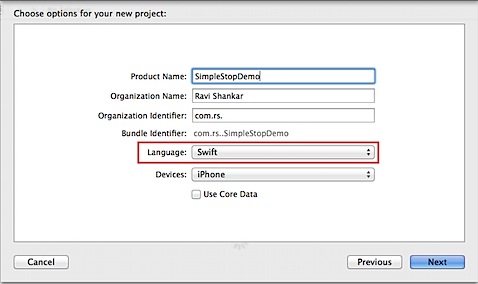 Choose options for your new project:
Product Name: SimpleStopDemo
Organization Name: Ravi Shankar
Organization Identifier: com.rs.
Bundle Identifier: com.rs..SimpleStopDemo
Language: Swift
Devices: iPhone
Use Core Data
Cancel Previous Next